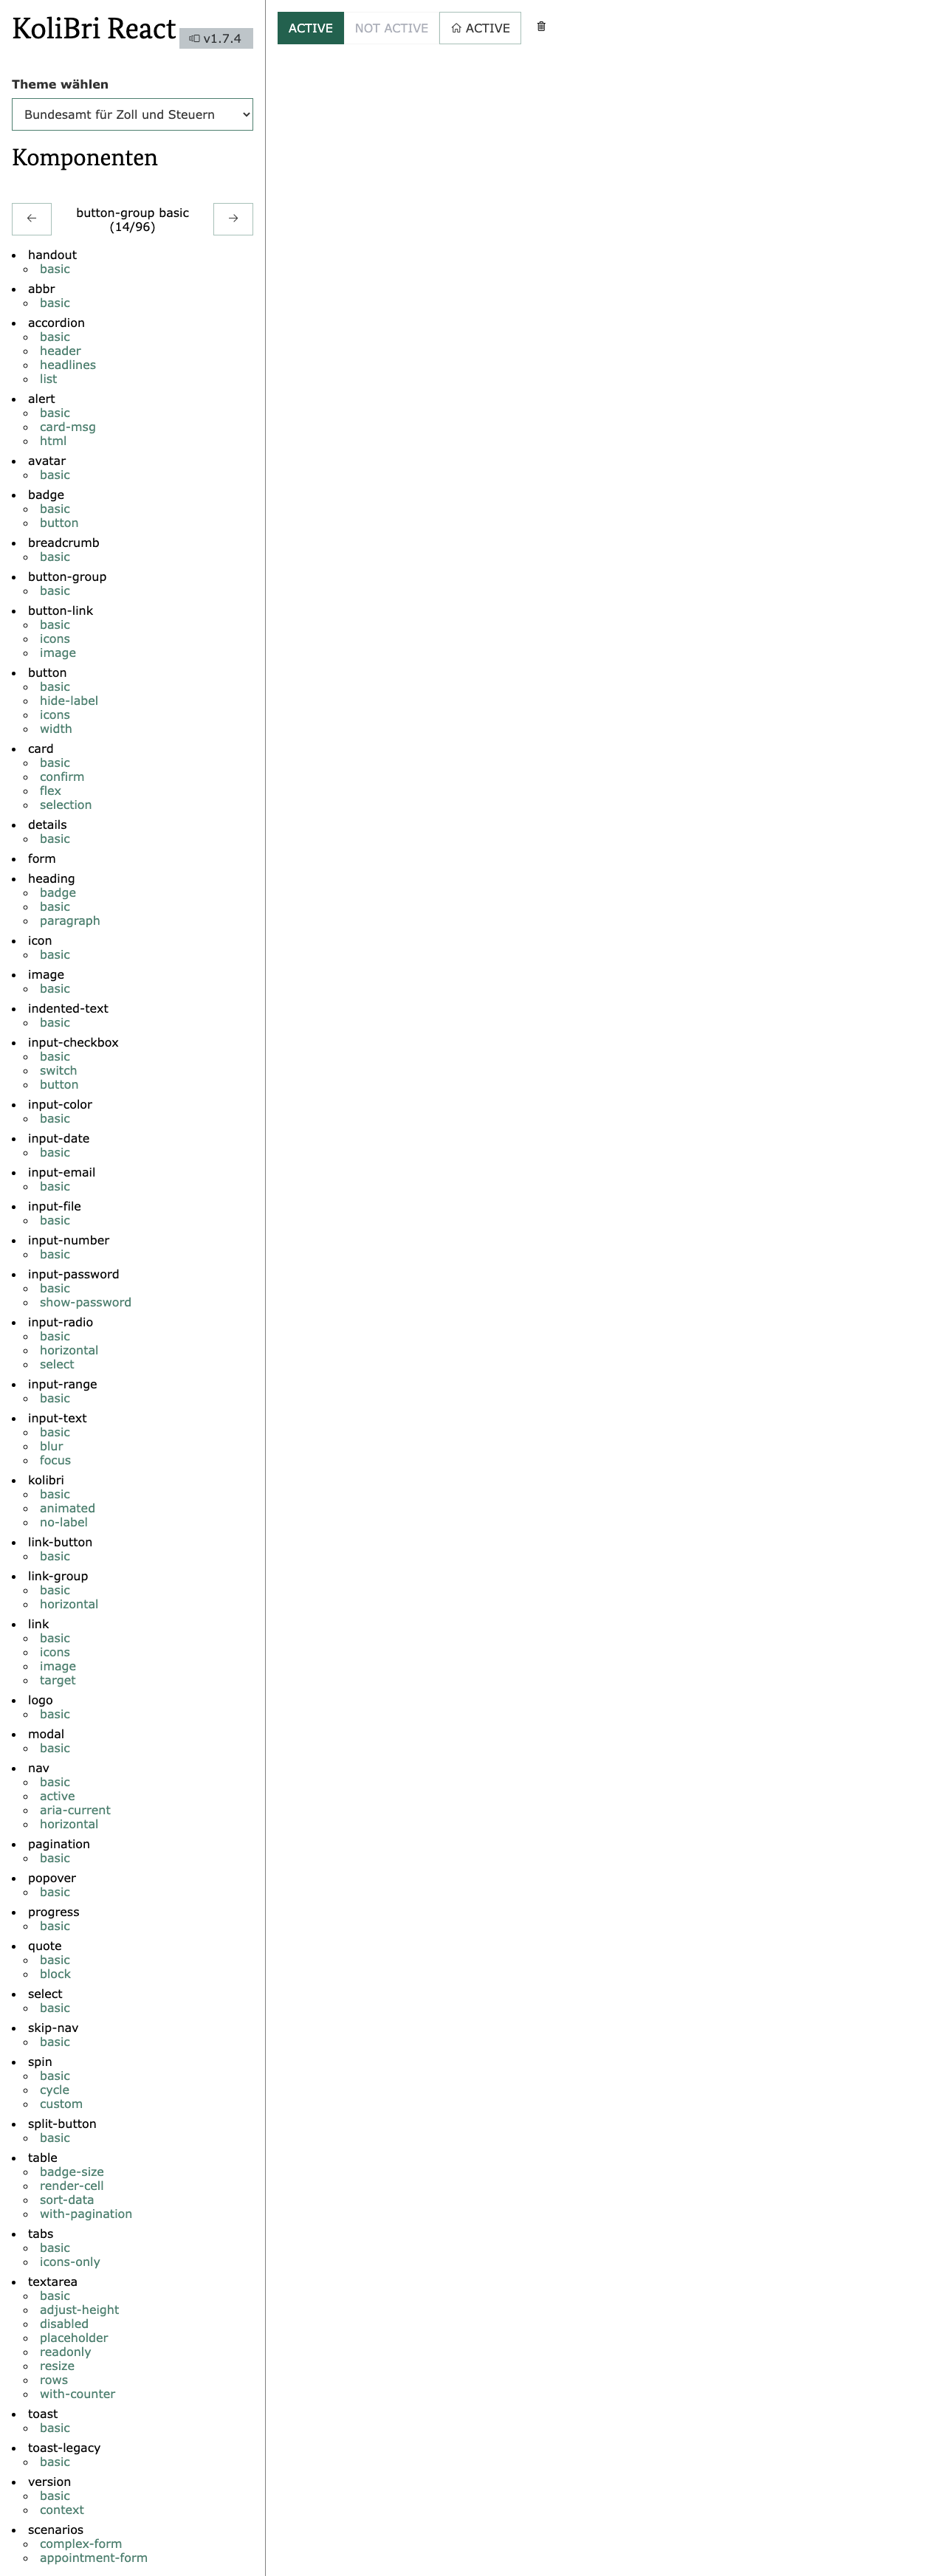 KoliBri React
v1.7.4
Theme wählen
Bundesamt für Zoll und Steuern
Komponenten
button-group basic
(14/96)
handout
basic
abbr
basic
accordion
basic
header
headlines
list
alert
basic
card-msg
html
avatar
basic
badge
basic
button
breadcrumb
basic
button-group
basic
button-link
basic
icons
image
button
basic
hide-label
icons
width
card
basic
confirm
flex
selection
details
basic
form
heading
badge
basic
paragraph
icon
basic
image
basic
indented-text
basic
input-checkbox
basic
switch
button
input-color
basic
input-date
basic
input-email
basic
input-file
basic
input-number
basic
input-password
basic
show-password
input-radio
basic
horizontal
select
input-range
basic
input-text
basic
blur
focus
kolibri
basic
animated
no-label
link-button
basic
link-group
basic
horizontal
link
basic
icons
image
target
logo
basic
modal
basic
nav
basic
active
aria-current
horizontal
pagination
basic
popover
basic
progress
basic
quote
basic
block
select
basic
skip-nav
basic
spin
basic
cycle
custom
split-button
basic
table
badge-size
render-cell
sort-data
with-pagination
tabs
basic
icons-only
textarea
basic
adjust-height
disabled
placeholder
readonly
resize
rows
with-counter
toast
basic
toast-legacy
basic
version
basic
context
scenarios
complex-form
appointment-form
ACTIVE
NOT ACTIVE
ACTIVE